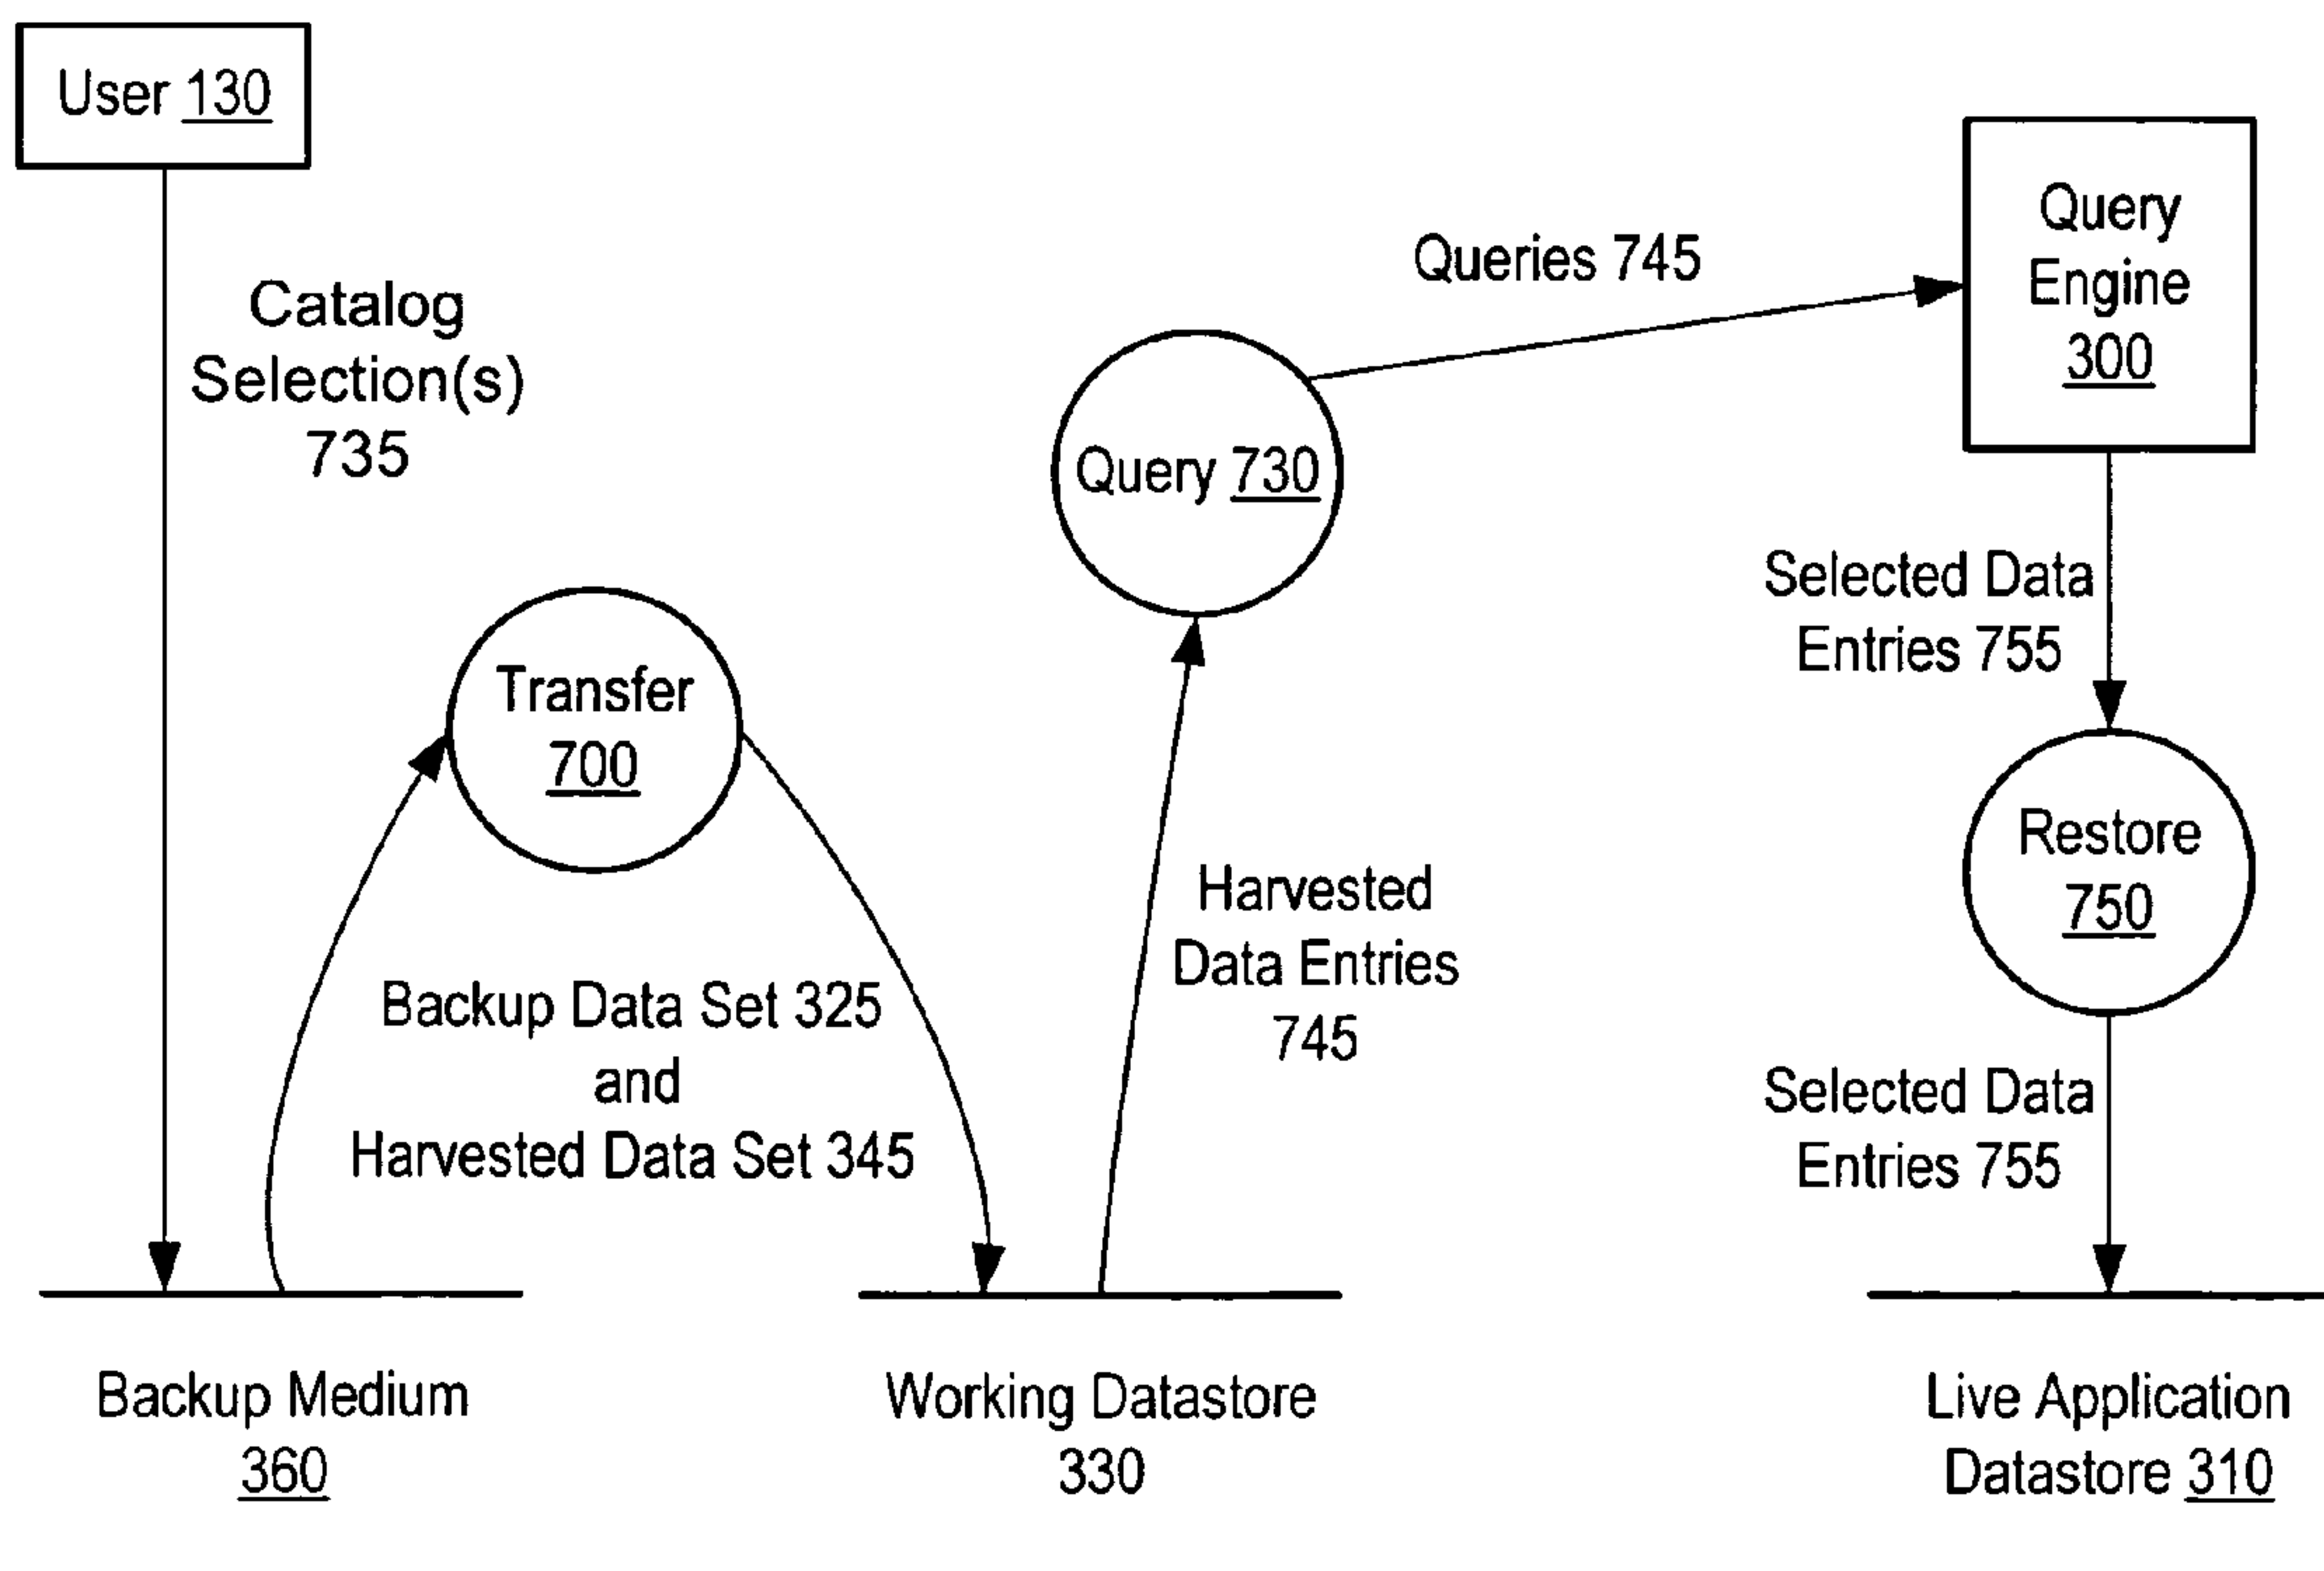 User 130
Catalog
Selection(s)
735
Queries 745
Query
Engine
300
Query 730
Selected Data
Entries 755
Transfer
700
Restore
750
Harvested
Data Entries
745
Backup Data Set 325
and
Harvested Data Set 345
Selected Data
Entries 755
Backup Medium
360
Working Datastore
330
Live Application
Datastore 310